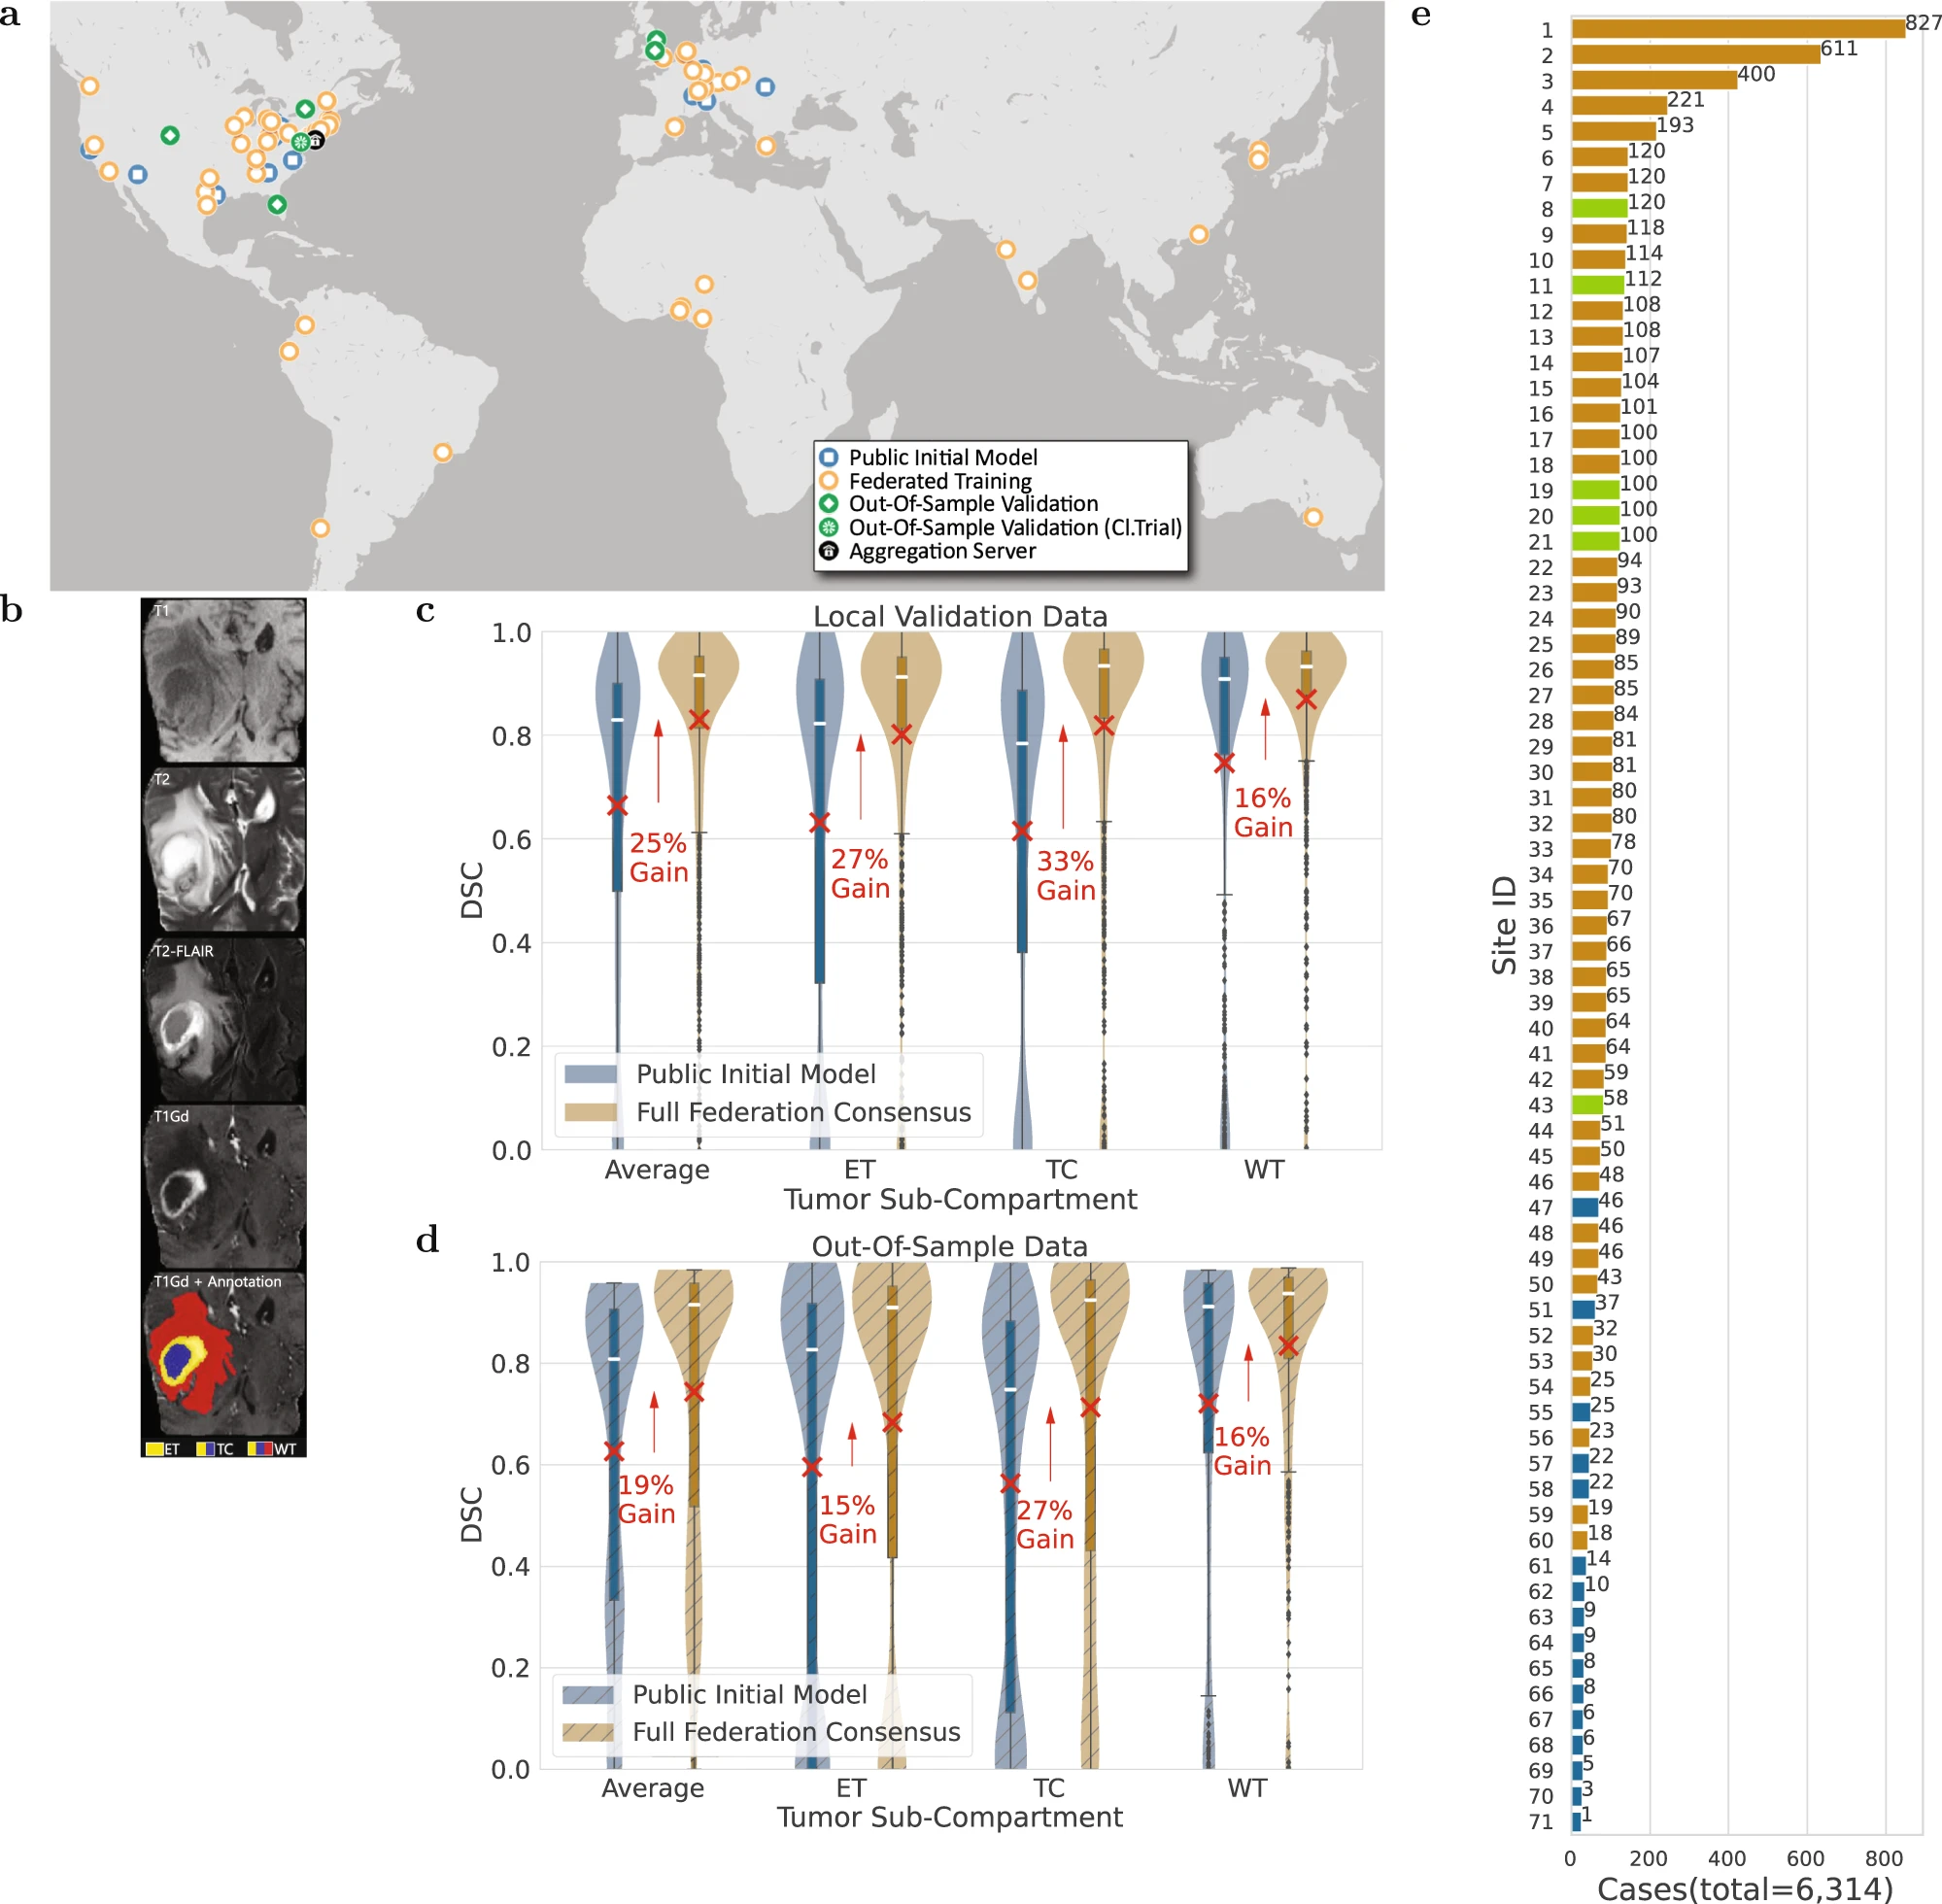 a
Public Initial Model
Federated Training
Out-Of-Sample Validation
Out-Of-Sample Validation (Cl.Trial)
Aggregation Server
b
T1
T2
T2-FLAIR
T1Gd
T1Gd + Annotation
ET TC WT
c
Local Validation Data
1.0
0.8
0.6
0.4
0.2
0.0
DSC
25%
Gain
27%
Gain
33%
Gain
16%
Gain
Public Initial Model
Full Federation Consensus
Average ET TC WT
Tumor Sub-Compartment
d
Out-Of-Sample Data
1.0
0.8
0.6
0.4
0.2
0.0
DSC
19%
Gain
15%
Gain
27%
Gain
16%
Gain
Public Initial Model
Full Federation Consensus
Average ET TC WT
Tumor Sub-Compartment
e
Site ID
1 827
2 611
3 400
4 221
5 193
6 120
7 120
8 120
9 118
10 114
11 112
12 108
13 108
14 107
15 104
16 101
17 100
18 100
19 100
20 100
21 100
22 94
23 93
24 90
25 89
26 85
27 85
28 84
29 81
30 81
31 80
32 80
33 78
34 70
35 70
36 67
37 66
38 65
39 65
40 64
41 64
42 59
43 58
44 51
45 50
46 48
47 46
48 46
49 46
50 43
51 37
52 32
53 30
54 25
55 25
56 23
57 22
58 22
59 19
60 18
61 14
62 10
63 9
64 9
65 8
66 8
67 6
68 6
69 5
70 3
71 1
0 200 400 600 800
Cases(total=6,314)